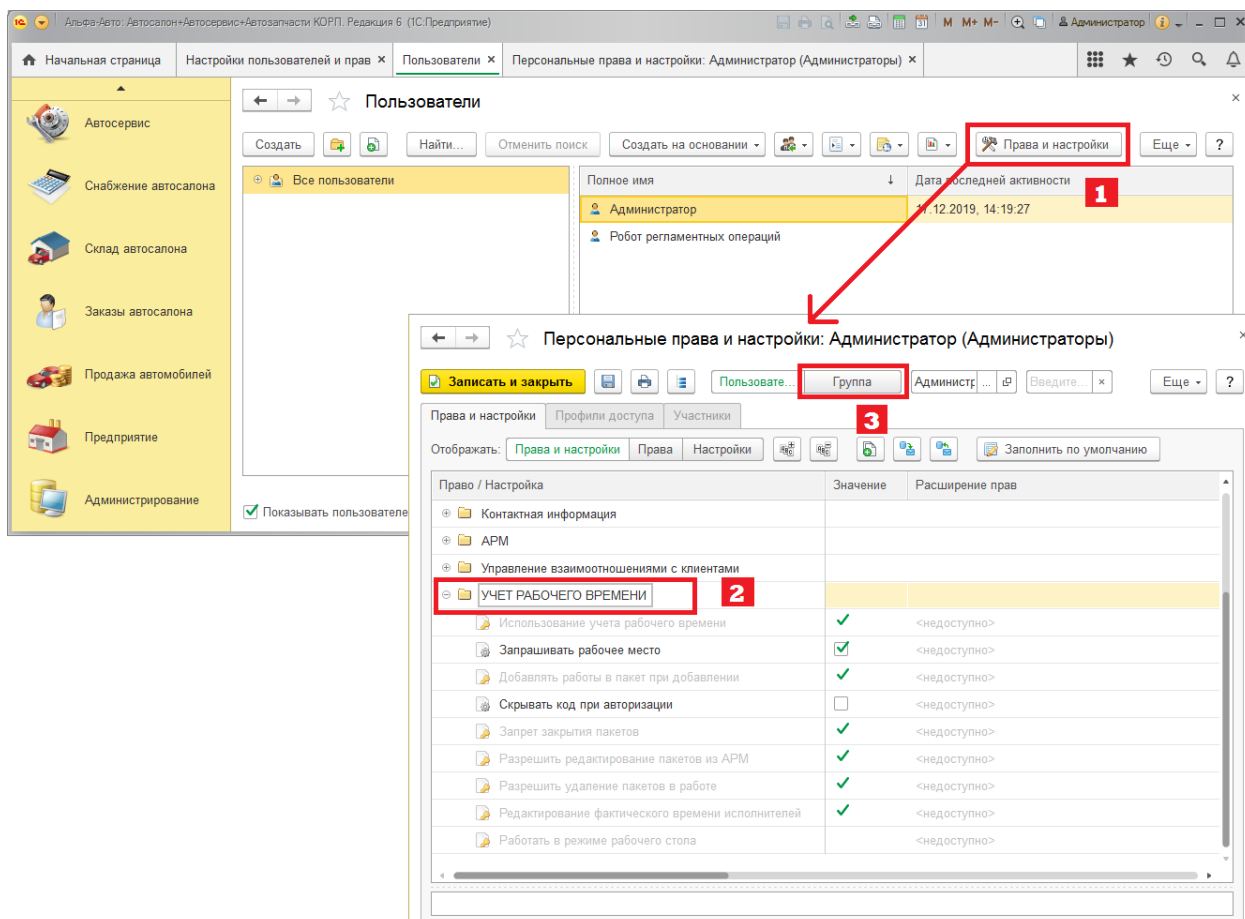 Альфа-Авто: Автосалон+Автосервис+Автозапчасти КОРП. Редакция 6 (1С:Предприятие) M M+ M- Администратор
Начальная страница Настройки пользователей и прав × Пользователи × Персональные права и настройки: Администратор (Администраторы) ×
Автосервис
Снабжение автосалона
Склад автосалона
Заказы автосалона
Продажа автомобилей
Предприятие
Администрирование
Пользователи
Создать Найти... Отменить поиск Создать на основании Права и настройки Еще ?
1
Все пользователи
Полное имя ↓ Дата последней активности
Администратор 17.12.2019, 14:19:27
Робот регламентных операций
Показывать пользователе
Персональные права и настройки: Администратор (Администраторы)
Записать и закрыть Пользовате... Группа Администр ... Введите... × Еще ?
3
Права и настройки Профили доступа Участники
Отображать: Права и настройки Права Настройки Заполнить по умолчанию
Право / Настройка Значение Расширение прав
Контактная информация
АРМ
Управление взаимоотношениями с клиентами
УЧЕТ РАБОЧЕГО ВРЕМЕНИ 2
Использование учета рабочего времени <недоступно>
Запрашивать рабочее место <недоступно>
Добавлять работы в пакет при добавлении <недоступно>
Скрывать код при авторизации <недоступно>
Запрет закрытия пакетов <недоступно>
Разрешить редактирование пакетов из АРМ <недоступно>
Разрешить удаление пакетов в работе <недоступно>
Редактирование фактического времени исполнителей <недоступно>
Работать в режиме рабочего стола <недоступно>